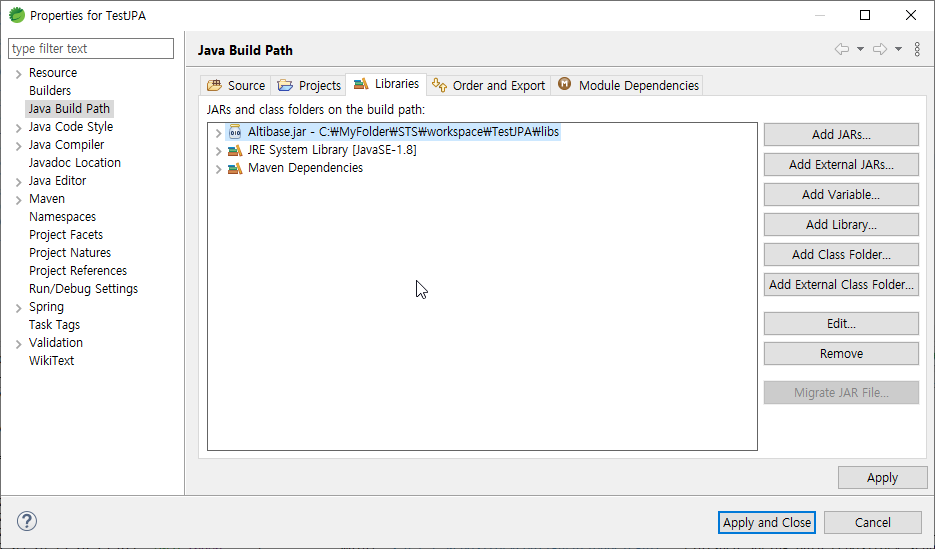 Properties for TestJPA
type filter text
Java Build Path
Resource
Builders
Java Build Path
Java Code Style
Java Compiler
Javadoc Location
Java Editor
Maven
Namespaces
Project Facets
Project Natures
Project References
Run/Debug Settings
Spring
Task Tags
Validation
WikiText
Source
Projects
Libraries
Order and Export
Module Dependencies
JARs and class folders on the build path:
Altibase.jar - C:₩MyFolder₩STS₩workspace₩TestJPA₩libs
JRE System Library [JavaSE-1.8]
Maven Dependencies
Add JARs...
Add External JARs...
Add Variable...
Add Library...
Add Class Folder...
Add External Class Folder...
Edit...
Remove
Migrate JAR File...
Apply
Apply and Close
Cancel